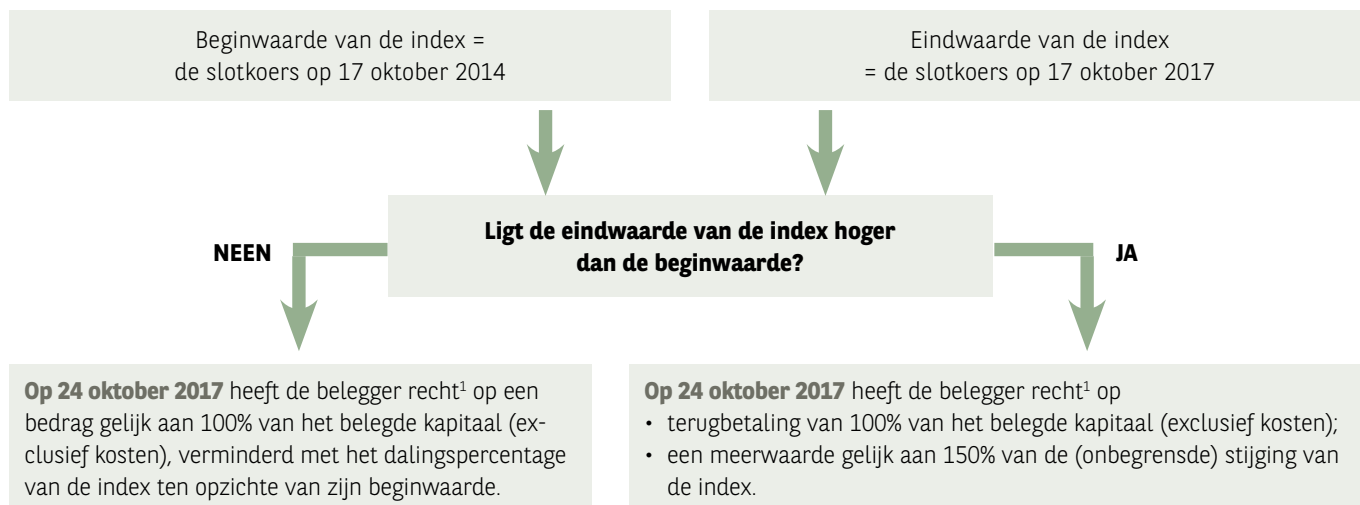 Beginwaarde van de index =
de slotkoers op 17 oktober 2014
Eindwaarde van de index
= de slotkoers op 17 oktober 2017
Ligt de eindwaarde van de index hoger
dan de beginwaarde?
NEEN
JA
Op 24 oktober 2017 heeft de belegger recht¹ op een
bedrag gelijk aan 100% van het belegde kapitaal (ex-
clusief kosten), verminderd met het dalingspercentage
van de index ten opzichte van zijn beginwaarde.
Op 24 oktober 2017 heeft de belegger recht¹ op
• terugbetaling van 100% van het belegde kapitaal (exclusief kosten);
• een meerwaarde gelijk aan 150% van de (onbegrensde) stijging van
de index.